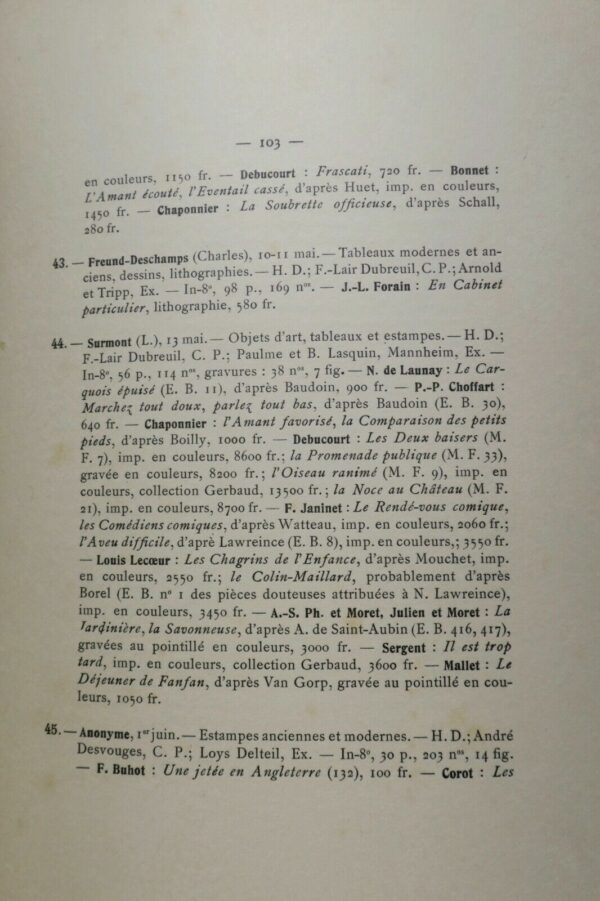 — 103 —
en couleurs, 1150 fr. — Debucourt : Frascati, 720 fr. — Bonnet :
L'Amant écouté, l'Eventail cassé, d'après Huet, imp. en couleurs,
1450 fr. — Chaponnier : La Soubrette officieuse, d'après Schall,
280 fr.
43. — Freund-Deschamps (Charles), 10-11 mai. — Tableaux modernes et an-
ciens, dessins, lithographies. — H. D.; F.-Lair Dubreuil, C. P.; Arnold
et Tripp, Ex. — In-8º, 98 p., 169 nºˢ. — J.-L. Forain : En Cabinet
particulier, lithographie, 580 fr.
44. — Surmont (L.), 13 mai. — Objets d'art, tableaux et estampes. — H. D.;
F.-Lair Dubreuil, C. P.; Paulme et B. Lasquin, Mannheim, Ex. —
In-8º, 56 p., 114 nºˢ, gravures : 38 nºˢ, 7 fig. — N. de Launay : Le Car-
quois épuisé (E. B. 11), d'après Baudoin, 900 fr. — P.-P. Choffart :
Marchez tout doux, parlez tout bas, d'après Baudoin (E. B. 30),
640 fr. — Chaponnier : l'Amant favorisé, la Comparaison des petits
pieds, d'après Boilly, 1000 fr. — Debucourt : Les Deux baisers (M.
F. 7), imp. en couleurs, 8600 fr.; la Promenade publique (M. F. 33),
gravée en couleurs, 8200 fr.; l'Oiseau ranimé (M. F. 9), imp. en
couleurs, collection Gerbaud, 13500 fr.; la Noce au Château (M. F.
21), imp. en couleurs, 8700 fr. — F. Janinet : Le Rendé-vous comique,
les Comédiens comiques, d'après Watteau, imp. en couleurs, 2060 fr.;
l'Aveu difficile, d'aprè Lawreince (E. B. 8), imp. en couleurs,; 3550 fr.
— Louis Lecœur : Les Chagrins de l'Enfance, d'après Mouchet, imp.
en couleurs, 2550 fr.; le Colin-Maillard, probablement d'après
Borel (E. B. nº 1 des pièces douteuses attribuées à N. Lawreince),
imp. en couleurs, 3450 fr. — A.-S. Ph. et Moret, Julien et Moret : La
Jardinière, la Savonneuse, d'après A. de Saint-Aubin (E. B. 416, 417),
gravées au pointillé en couleurs, 3000 fr. — Sergent : Il est trop
tard, imp. en couleurs, collection Gerbaud, 3600 fr. — Mallet : Le
Déjeuner de Fanfan, d'après Van Gorp, gravée au pointillé en cou-
leurs, 1050 fr.
45. — Anonyme, 1ᵉʳ juin. — Estampes anciennes et modernes. — H. D.; André
Desvouges, C. P.; Loys Delteil, Ex. — In-8º, 30 p., 203 nºˢ, 14 fig.
— F. Buhot : Une jetée en Angleterre (132), 100 fr. — Corot : Les